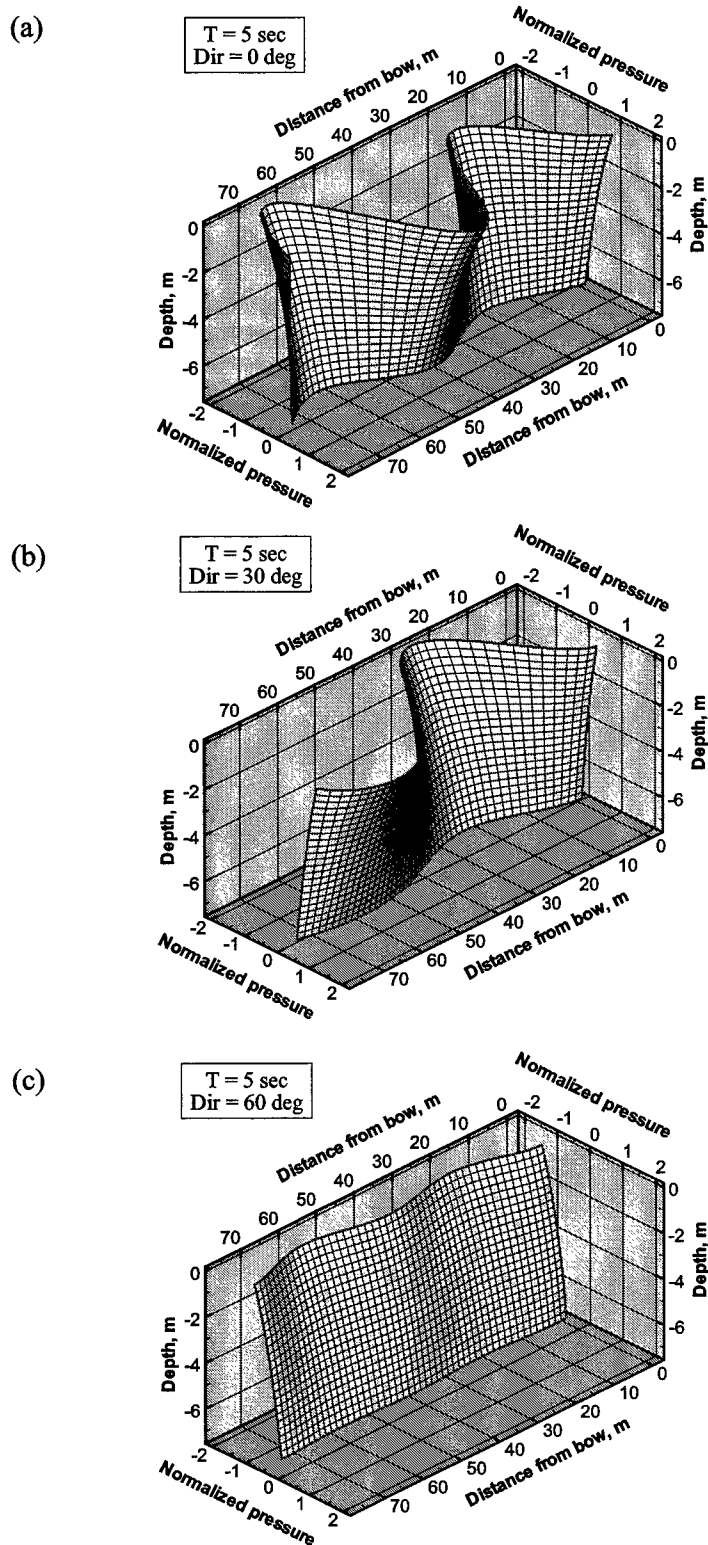 (a)
T = 5 sec
Dir = 0 deg
Distance from bow, m
Normalized pressure
70 60 50 40 30 20 10 0
-2 -1 0 1 2
0 -2 -4 -6
Depth, m
0 -2 -4 -6
Depth, m
-2 -1 0 1 2
Normalized pressure
70 60 50 40 30 20 10 0
Distance from bow, m
(b)
T = 5 sec
Dir = 30 deg
Distance from bow, m
Normalized pressure
70 60 50 40 30 20 10 0
-2 -1 0 1 2
0 -2 -4 -6
Depth, m
0 -2 -4 -6
Depth, m
-2 -1 0 1 2
Normalized pressure
70 60 50 40 30 20 10 0
Distance from bow, m
(c)
T = 5 sec
Dir = 60 deg
Distance from bow, m
Normalized pressure
70 60 50 40 30 20 10 0
-2 -1 0 1 2
0 -2 -4 -6
Depth, m
0 -2 -4 -6
Depth, m
-2 -1 0 1 2
Normalized pressure
70 60 50 40 30 20 10 0
Distance from bow, m